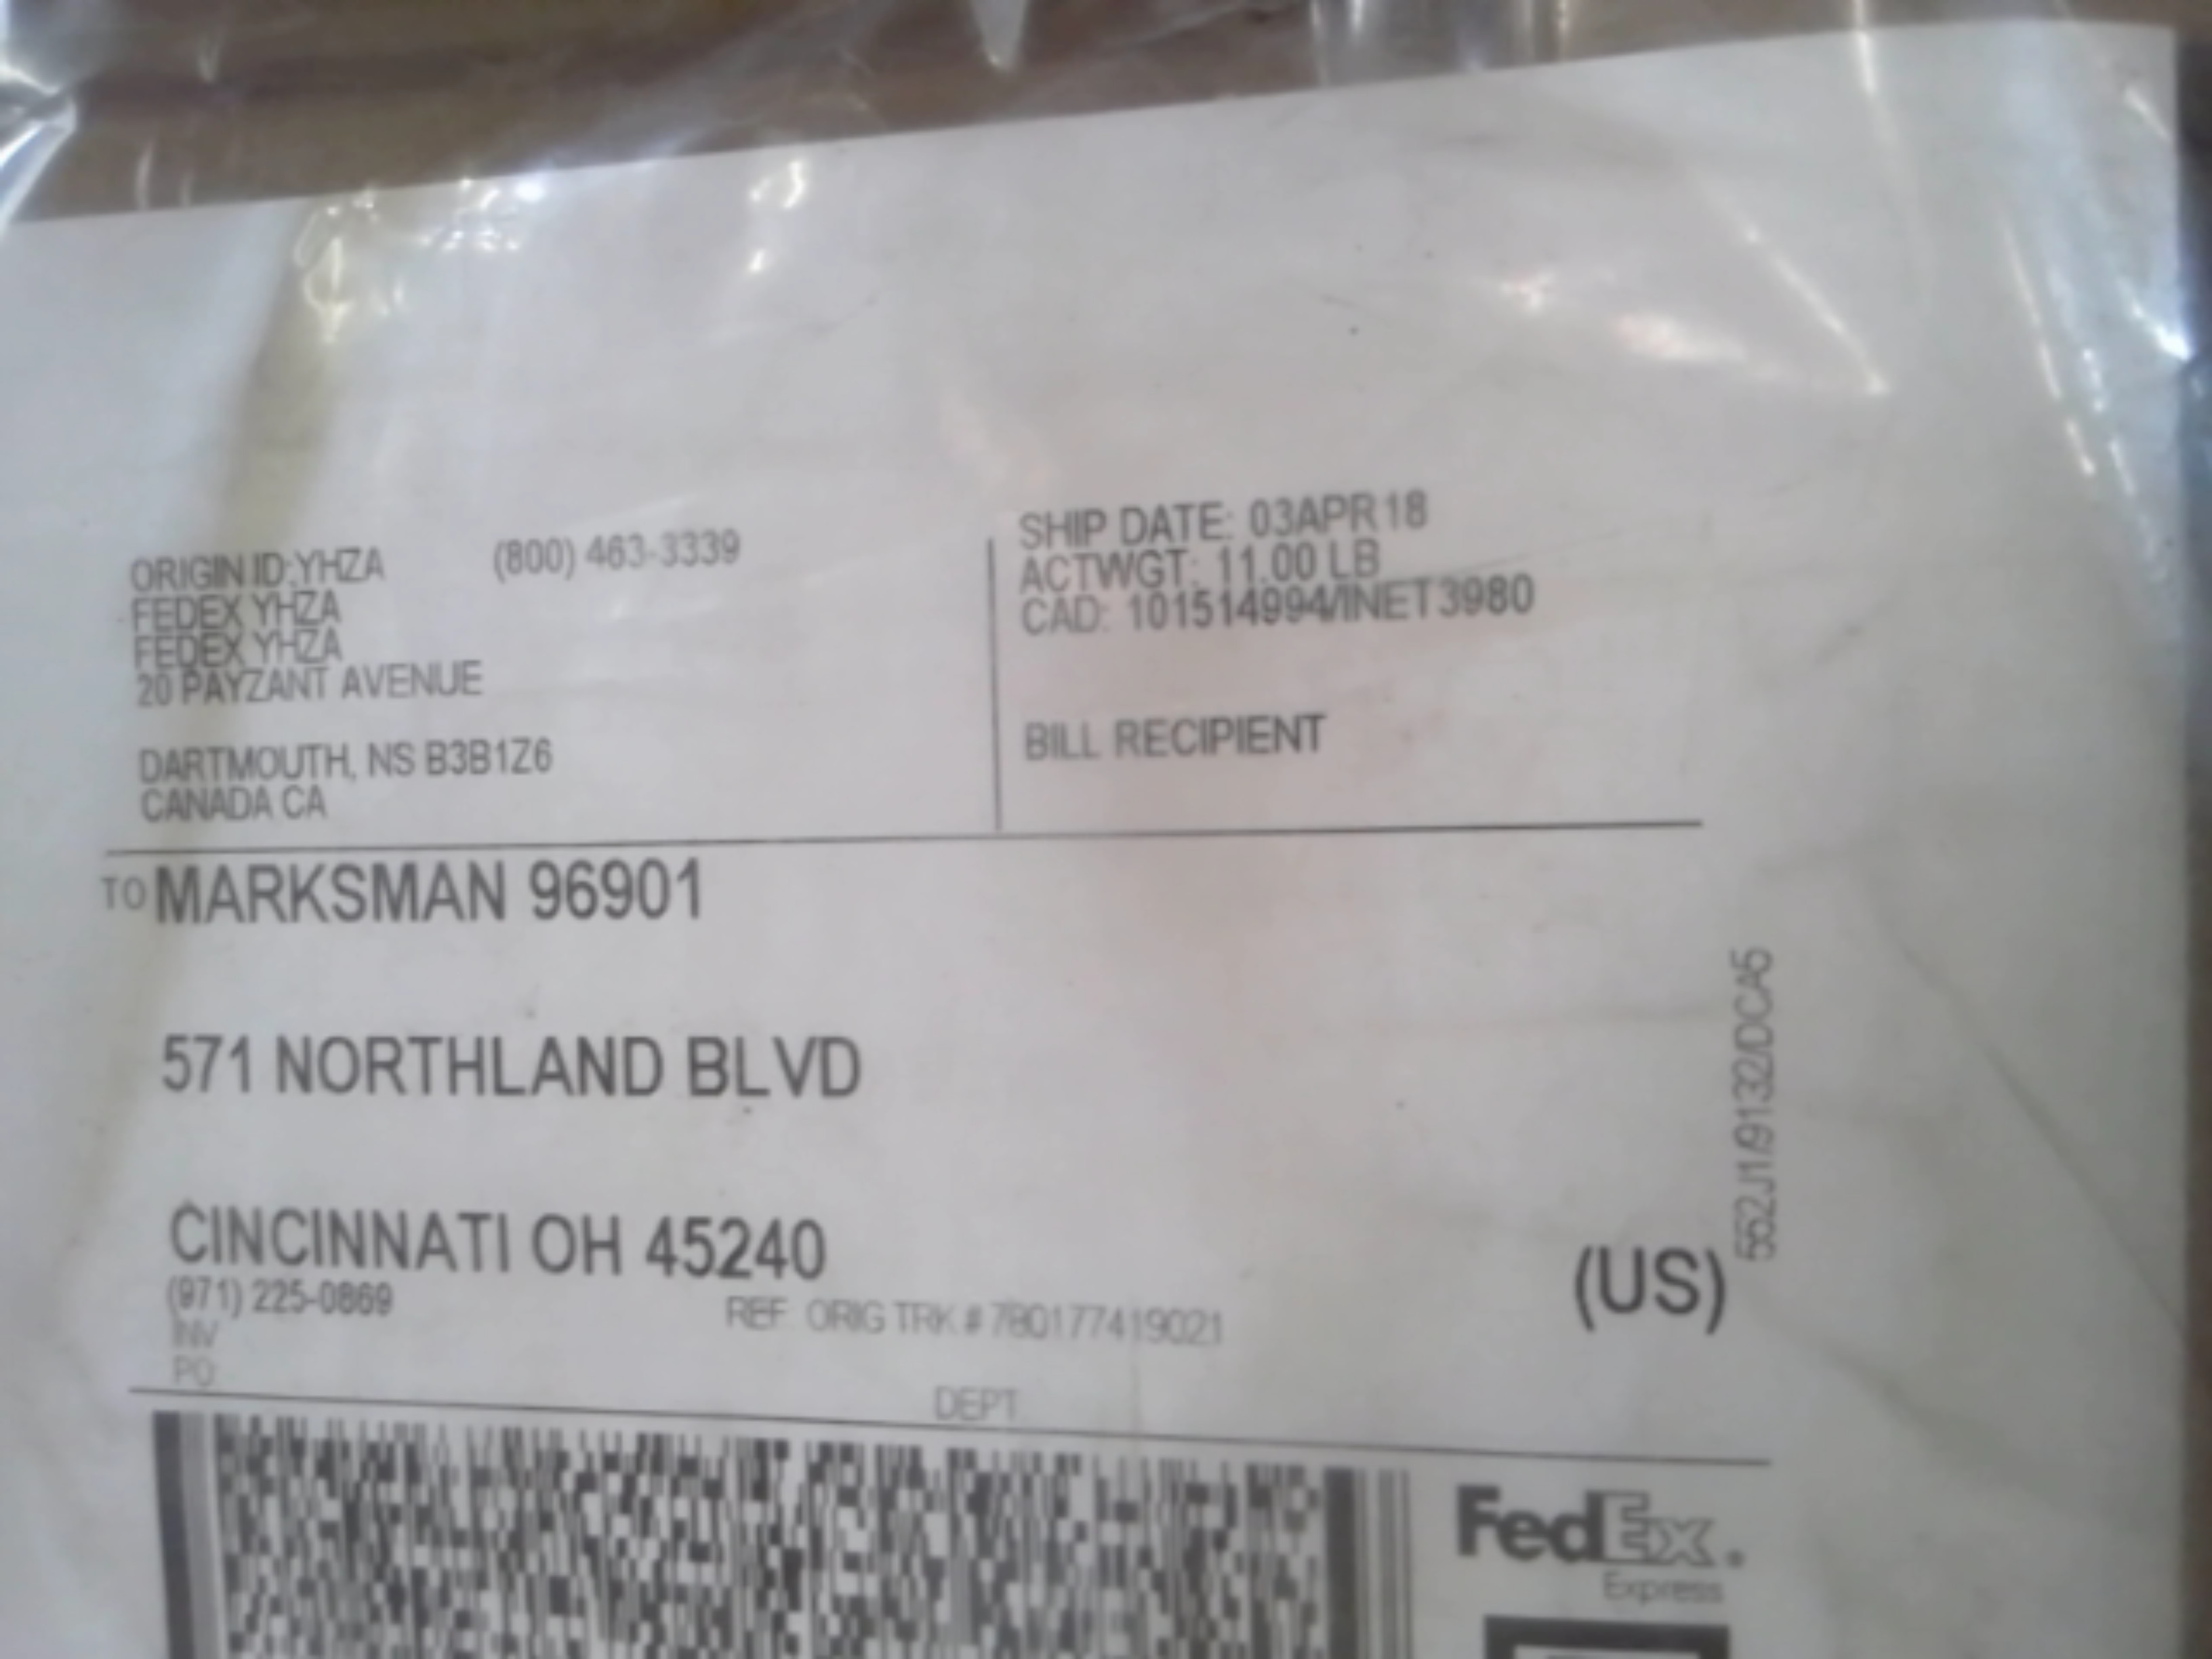 ORIGIN ID:YHZA (800) 463-3339
FEDEX YHZA
FEDEX YHZA
20 PAYZANT AVENUE
DARTMOUTH, NS B3B1Z6
CANADA CA
SHIP DATE: 03APR18
ACTWGT: 11.00 LB
CAD: 101514994/INET3980
BILL RECIPIENT
TO MARKSMAN 96901
571 NORTHLAND BLVD
CINCINNATI OH 45240
(US)
(971) 225-0869
REF: ORIG TRK # 780177419021
INV
PO
DEPT
552J1/9132/DCA5
FedEx
Express